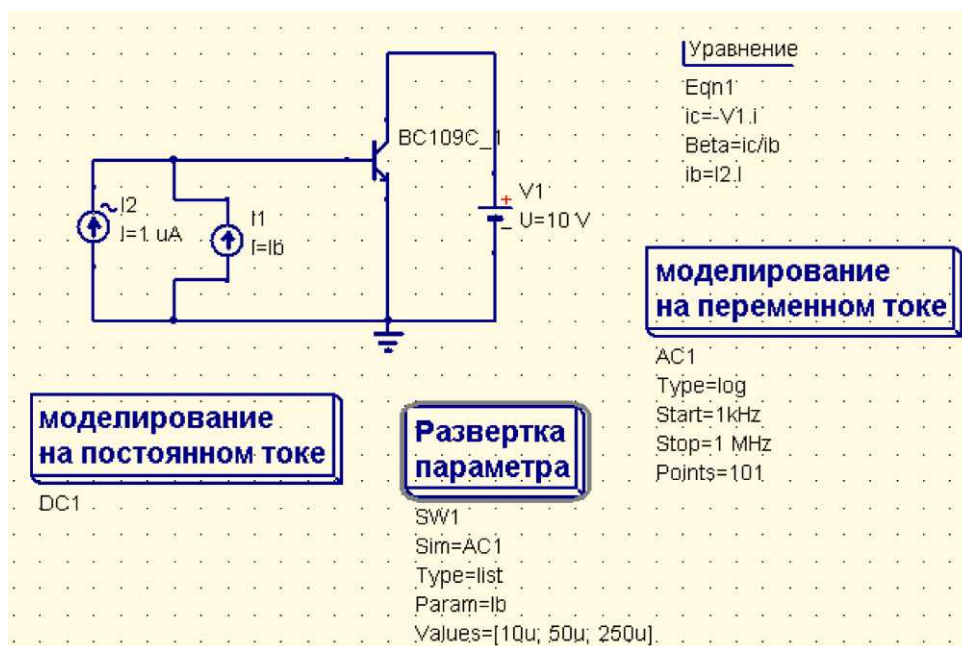 Уравнение
Eqn1
ic=-V1.i
Beta=ic/ib
ib=I2.I
BC109C_1
I2
I=1 uA
I1
I=Ib
V1
U=10 V
моделирование
на переменном токе
AC1
Type=log
Start=1kHz
Stop=1 MHz
Points=101
моделирование
на постоянном токе
DC1
Развертка
параметра
SW1
Sim=AC1
Type=list
Param=Ib
Values=[10u; 50u; 250u]